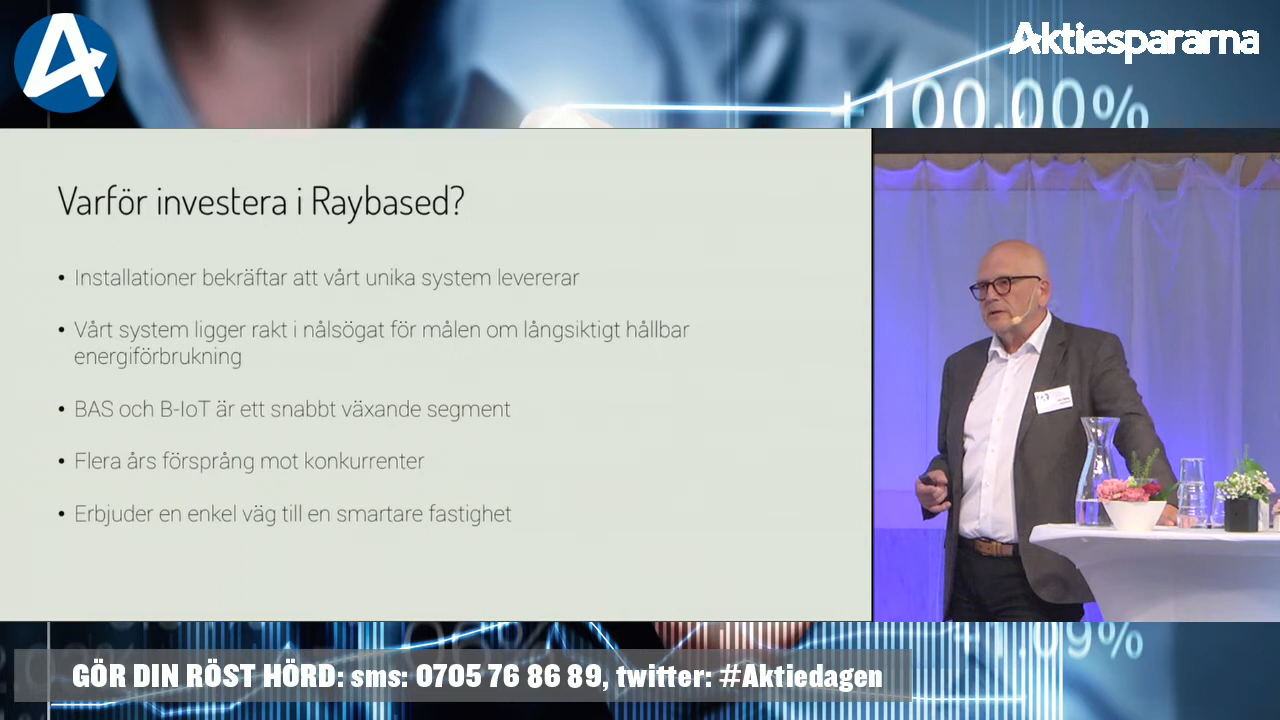 Aktiespararna
+100.00%
Varför investera i Raybased?
• Installationer bekräftar att vårt unika system levererar
• Vårt system ligger rakt i nålsögat för målen om långsiktigt hållbar
energiförbrukning
• BAS och B-IoT är ett snabbt växande segment
• Flera års försprång mot konkurrenter
• Erbjuder en enkel väg till en smartare fastighet
+1.09%
GÖR DIN RÖST HÖRD: sms: 0705 76 86 89, twitter: #Aktiedagen